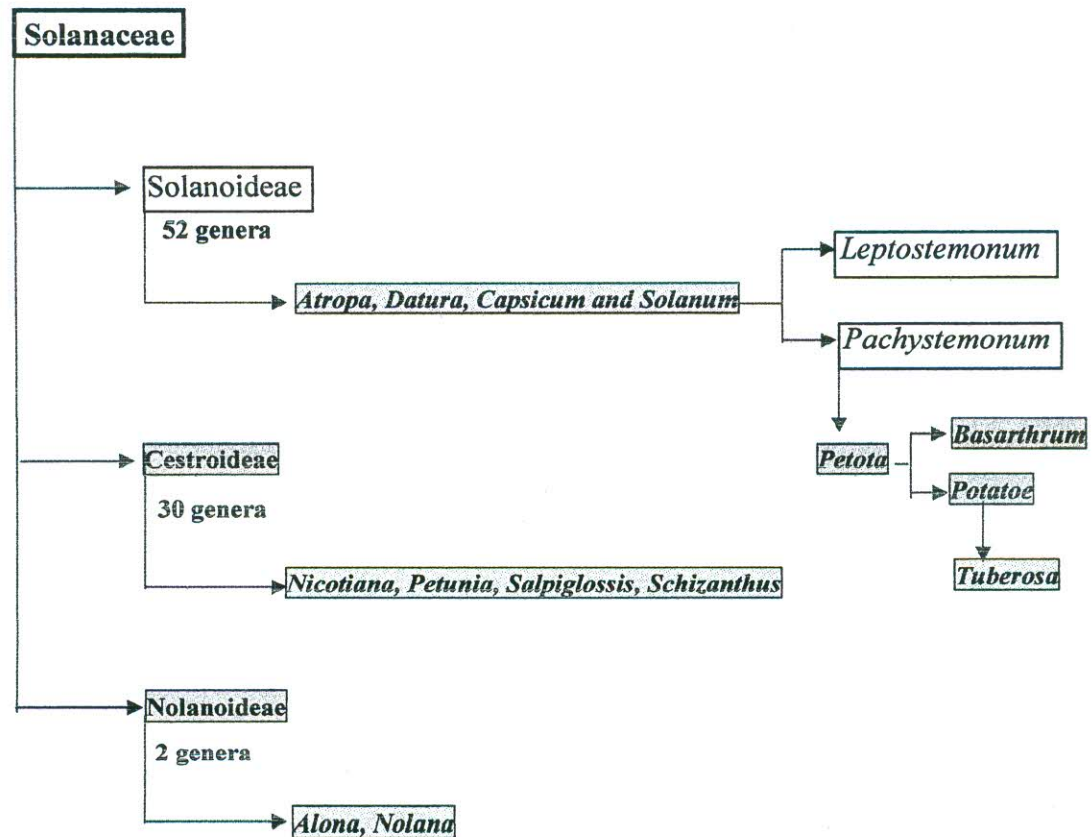 Solanaceae
Solanoideae
52 genera
Atropa, Datura, Capsicum and Solanum
Leptostemonum
Pachystemonum
Petota
Basarthrum
Potatoe
Tuberosa
Cestroideae
30 genera
Nicotiana, Petunia, Salpiglossis, Schizanthus
Nolanoideae
2 genera
Alona, Nolana